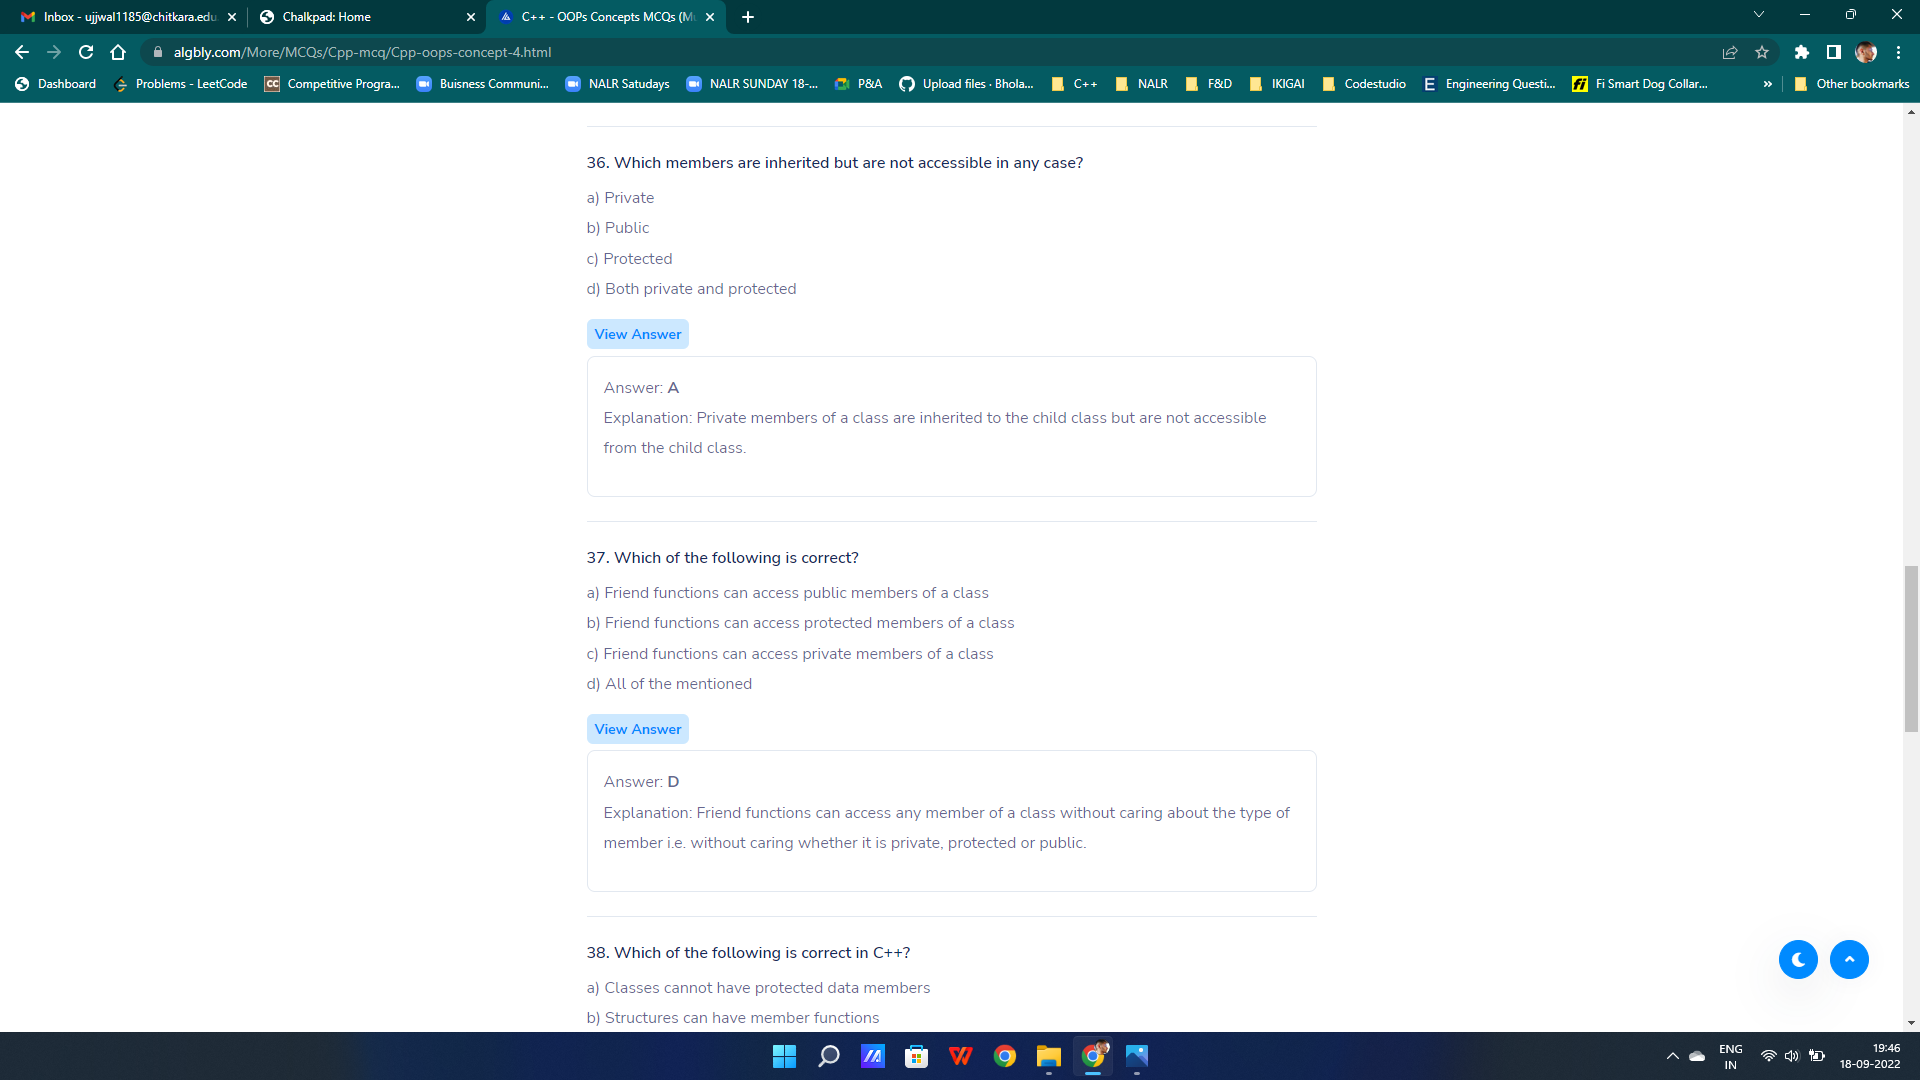 Inbox - ujjwal1185@chitkara.edu
Chalkpad: Home
C++ - OOPs Concepts MCQs (Mu
algbly.com/More/MCQs/Cpp-mcq/Cpp-oops-concept-4.html
Dashboard
Problems - LeetCode
CC
Competitive Progra...
Buisness Communi...
NALR Satudays
NALR SUNDAY 18-...
P&A
Upload files · Bhola...
C++
NALR
F&D
IKIGAI
Codestudio
E
Engineering Questi...
fi
Fi Smart Dog Collar...
»
Other bookmarks
36. Which members are inherited but are not accessible in any case?
a) Private
b) Public
c) Protected
d) Both private and protected
View Answer
Answer: A
Explanation: Private members of a class are inherited to the child class but are not accessible
from the child class.
37. Which of the following is correct?
a) Friend functions can access public members of a class
b) Friend functions can access protected members of a class
c) Friend functions can access private members of a class
d) All of the mentioned
View Answer
Answer: D
Explanation: Friend functions can access any member of a class without caring about the type of
member i.e. without caring whether it is private, protected or public.
38. Which of the following is correct in C++?
a) Classes cannot have protected data members
b) Structures can have member functions
ENG
IN
19:46
18-09-2022